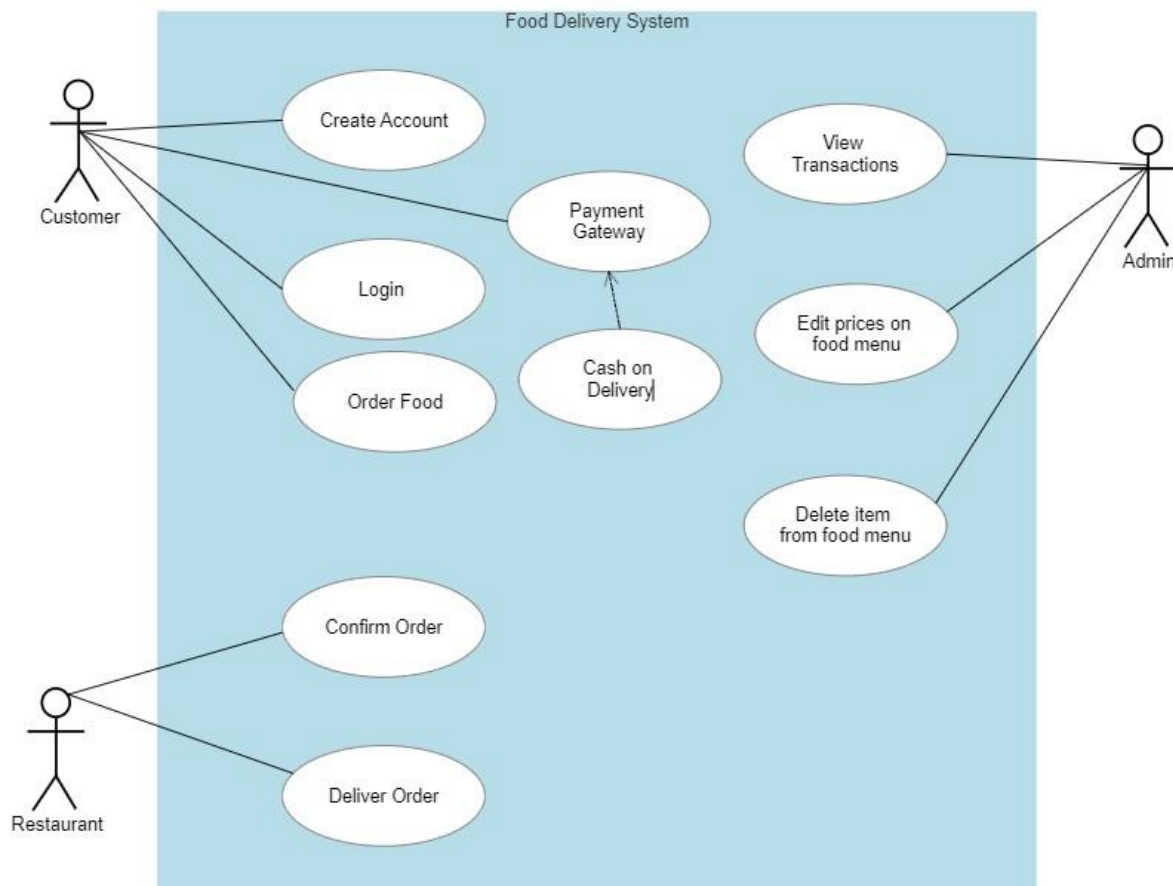 Food Delivery System
Create Account
Customer
View
Transactions
Payment
Gateway
Admin
Login
Edit prices on
food menu
Cash on
Delivery
Order Food
Delete item
from food menu
Confirm Order
Deliver Order
Restaurant